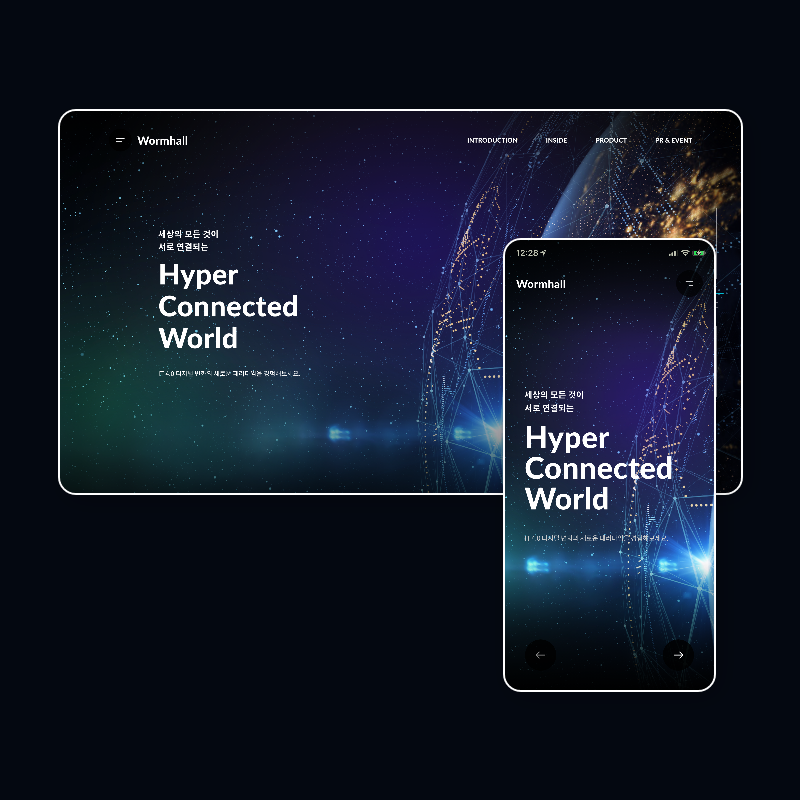 Wormhall
INTRODUCTION INSIDE PRODUCT PR & EVENT
세상의 모든 것이
서로 연결되는
Hyper
Connected
World
12:28
Wormhall
세상의 모든 것이
서로 연결되는
Hyper
Connected
World